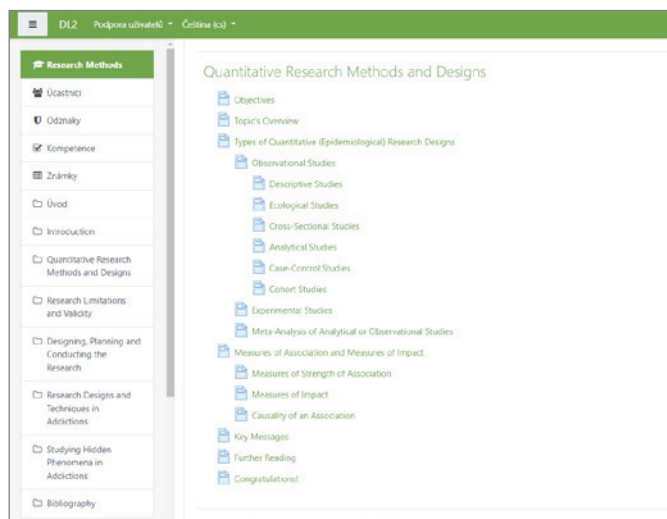 DL2 Podpora uživatelů Čeština (cs)
Research Methods
Účastníci
Odznaky
Kompetence
Známky
Úvod
Introduction
Quantitative Research
Methods and Designs
Research Limitations
and Validity
Designing, Planning and
Conducting the
Research
Research Designs and
Techniques in
Addictions
Studying Hidden
Phenomena in
Addictions
Bibliography
Quantitative Research Methods and Designs
Objectives
Topic's Overview
Types of Quantitative (Epidemiological) Research Designs
Observational Studies
Descriptive Studies
Ecological Studies
Cross-Sectional Studies
Analytical Studies
Case-Control Studies
Cohort Studies
Experimental Studies
Meta-Analysis of Analytical or Observational Studies
Measures of Association and Measures of Impact
Measures of Strength of Association
Measures of Impact
Causality of an Association
Key Messages
Further Reading
Congratulations!